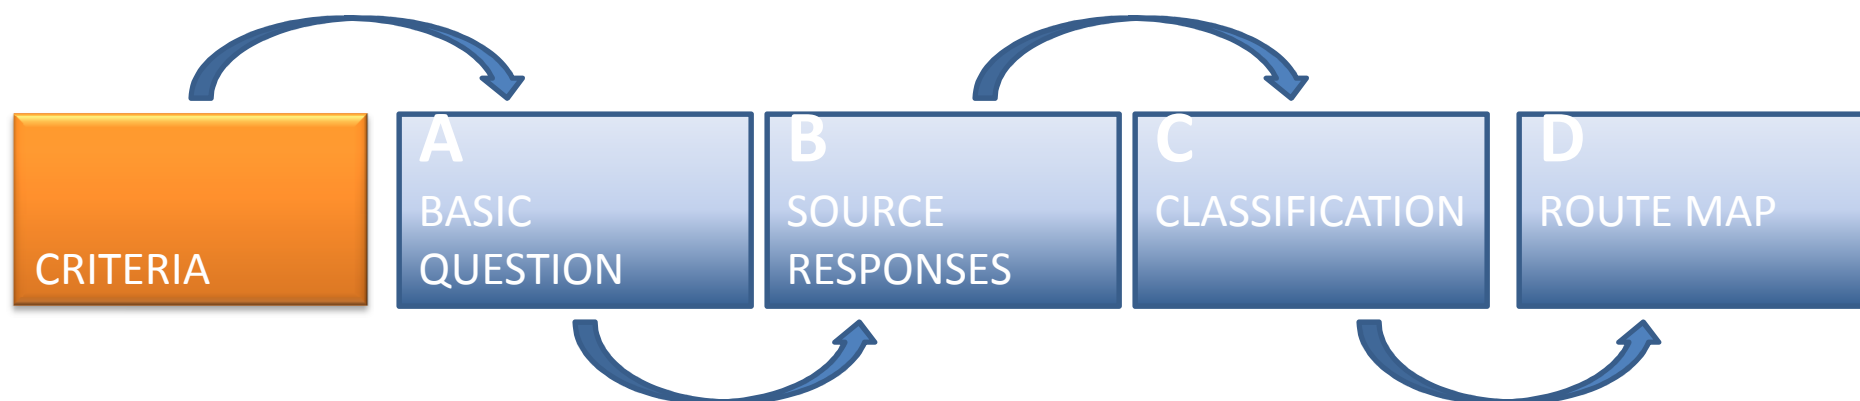 CRITERIA
A
BASIC
QUESTION
B
SOURCE
RESPONSES
C
CLASSIFICATION
D
ROUTE MAP